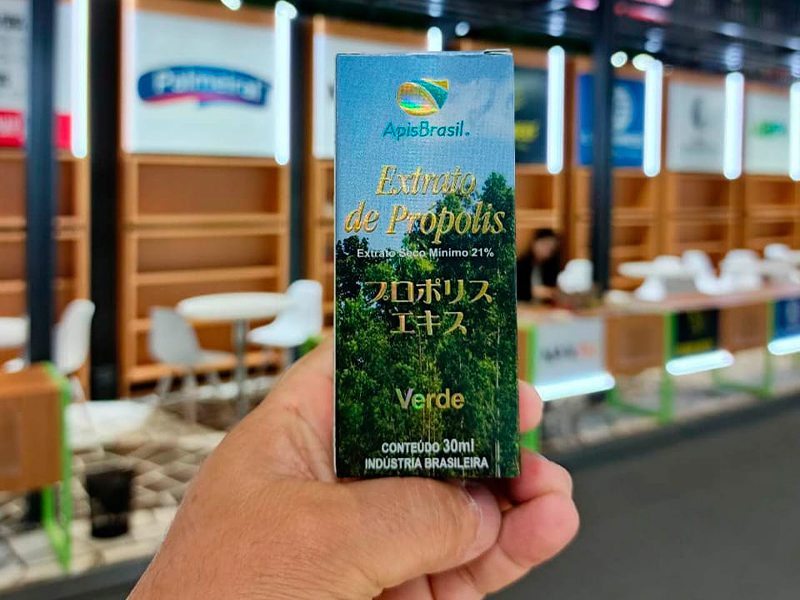 Palmeiral
ApisBrasil
Extrato
de Própolis
Extrato Seco Mínimo 21%
プロポリス
エキス
Verde
CONTEÚDO 30ml
INDÚSTRIA BRASILEIRA